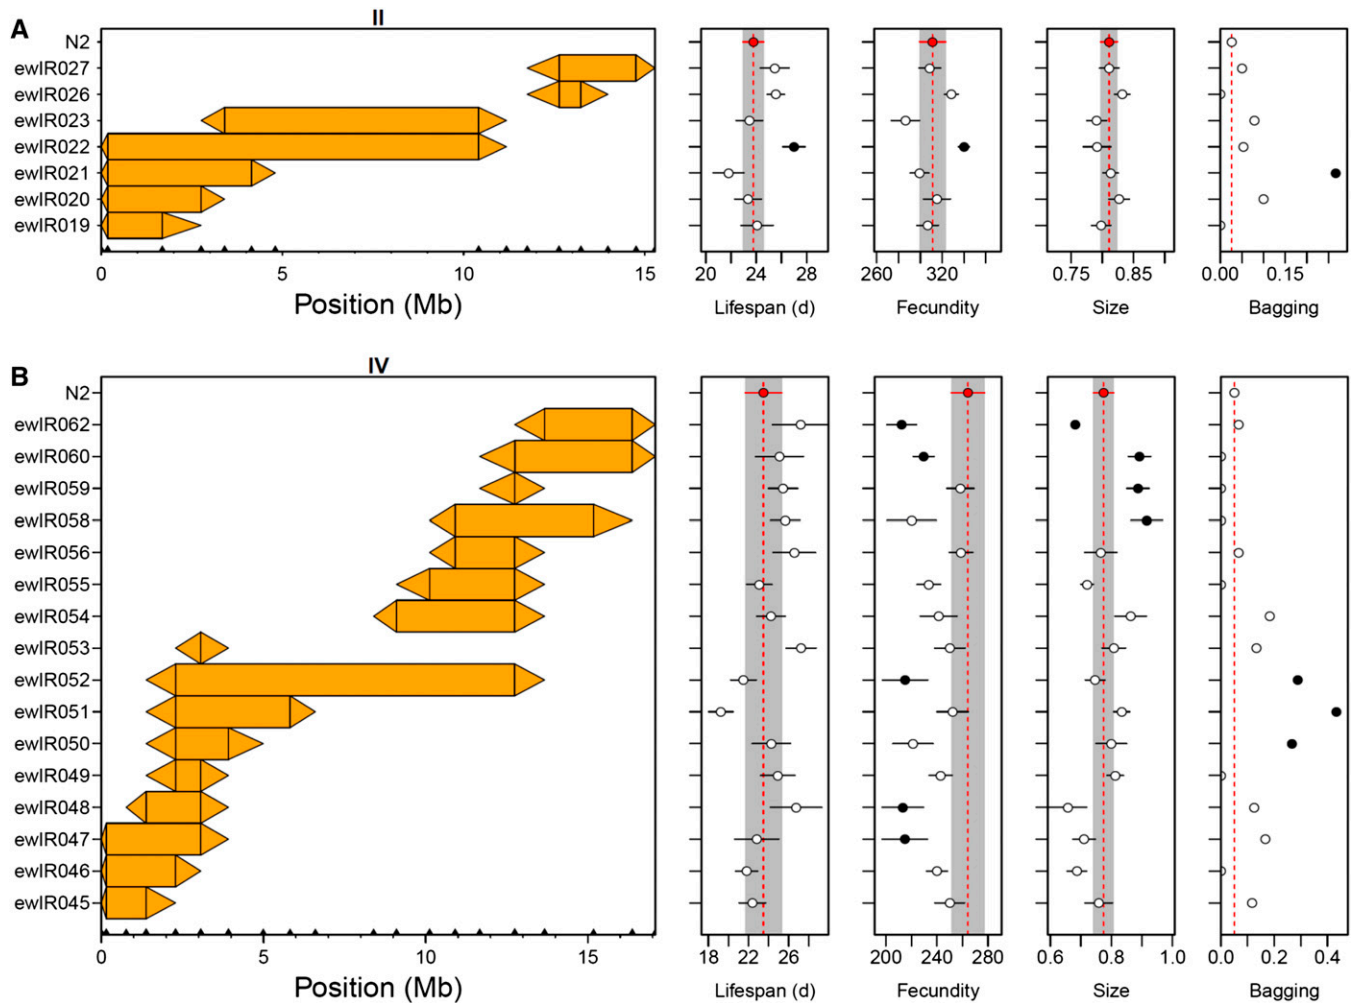 A
II
N2
ewIR027
ewIR026
ewIR023
ewIR022
ewIR021
ewIR020
ewIR019
0 5 10 15
Position (Mb)
20 24 28
Lifespan (d)
260 320
Fecundity
0.75 0.85
Size
0.00 0.15
Bagging
B
IV
N2
ewIR062
ewIR060
ewIR059
ewIR058
ewIR056
ewIR055
ewIR054
ewIR053
ewIR052
ewIR051
ewIR050
ewIR049
ewIR048
ewIR047
ewIR046
ewIR045
0 5 10 15
Position (Mb)
18 22 26
Lifespan (d)
200 240 280
Fecundity
0.6 0.8 1.0
Size
0.0 0.2 0.4
Bagging